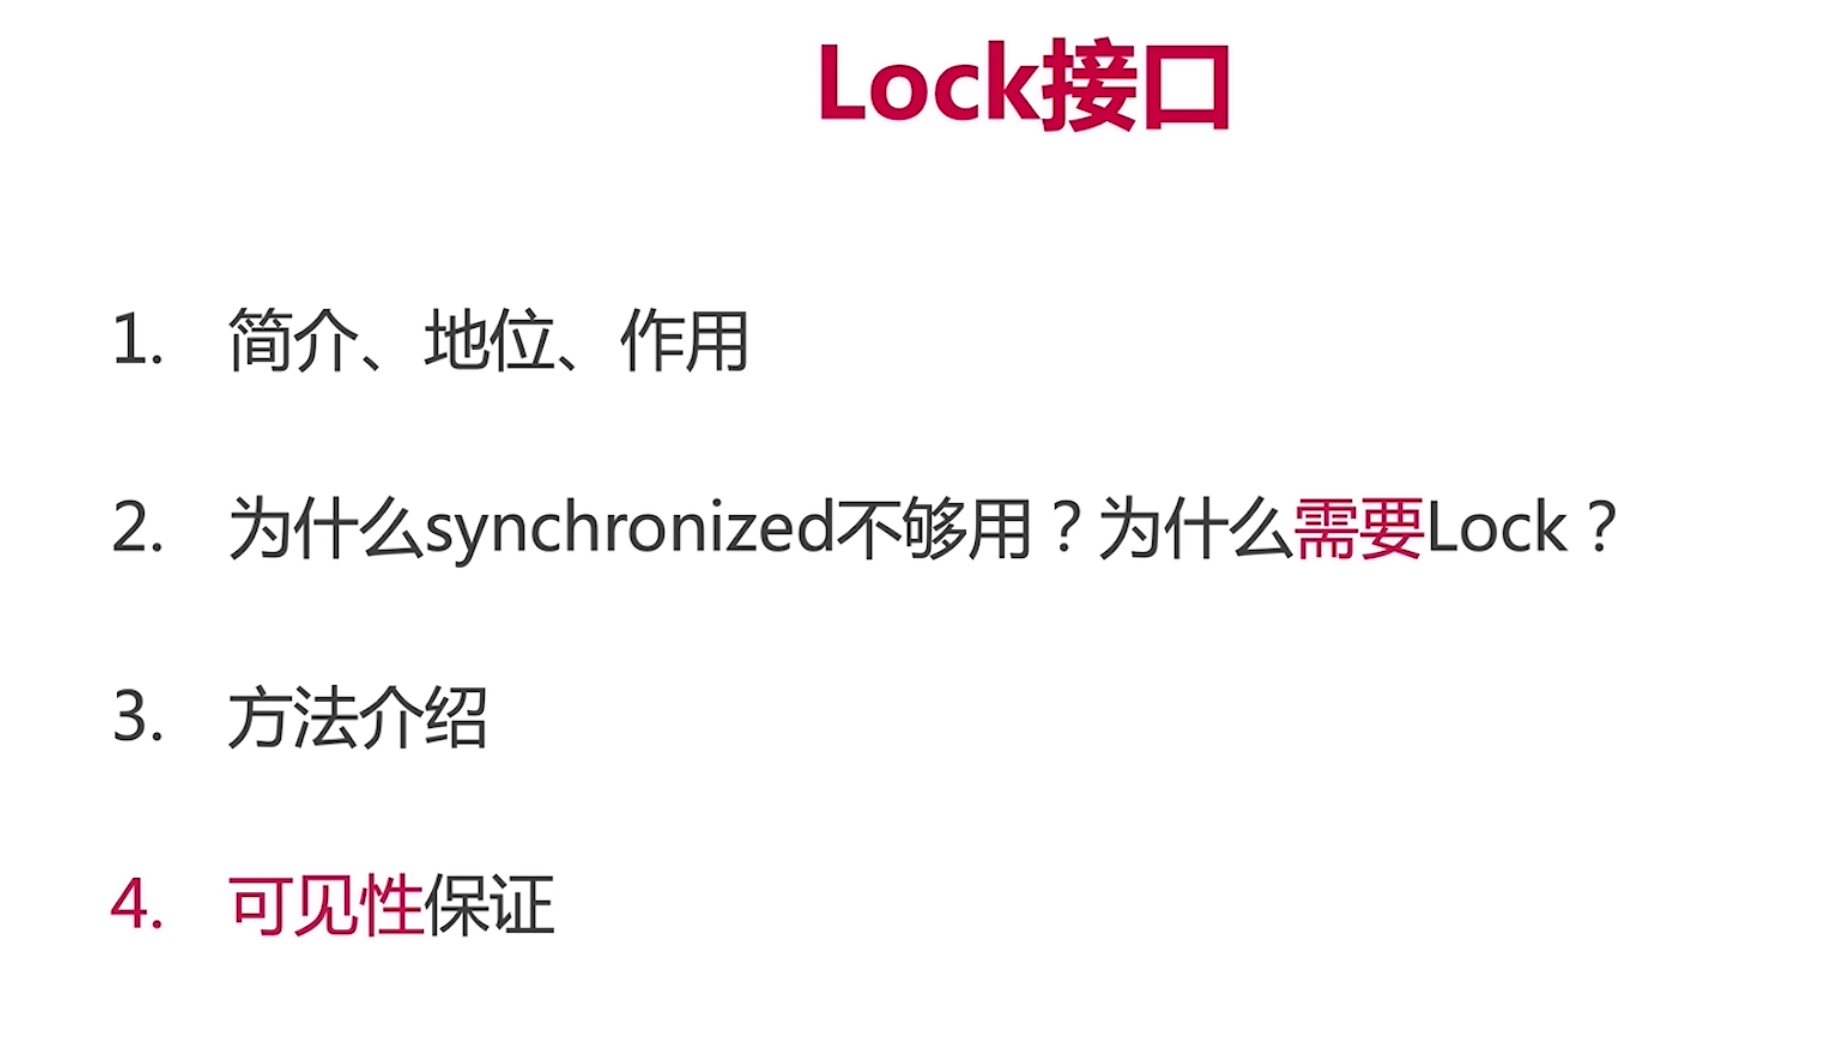 Lock接口
1. 简介、地位、作用
2. 为什么synchronized不够用？为什么需要Lock？
3. 方法介绍
4. 可见性保证